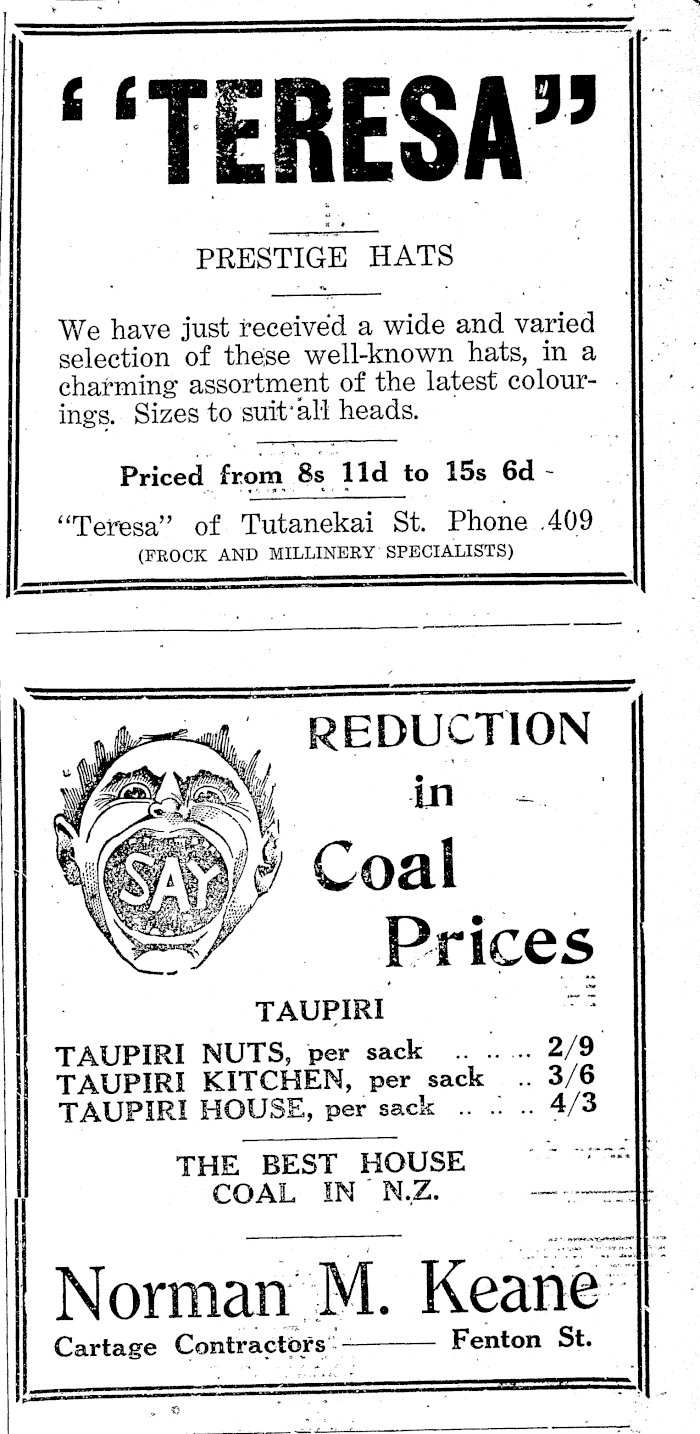 ““TERESA”
PRESTIGE HATS
We have just received a wide and varied
selection of these well-known hats, in a
charming assortment of the latest colour-
ings. Sizes to suit all heads.
Priced from 8s 11d to 15s 6d
“Teresa” of Tutanekai St. Phone 409
(FROCK AND MILLINERY SPECIALISTS)
SAY
REDUCTION
in
Coal
Prices
TAUPIRI
TAUPIRI NUTS, per sack .. .. .. 2/9
TAUPIRI KITCHEN, per sack .. 3/6
TAUPIRI HOUSE, per sack .. .. .. 4/3
THE BEST HOUSE
COAL IN N.Z.
Norman M. Keane
Cartage Contractors —— Fenton St.